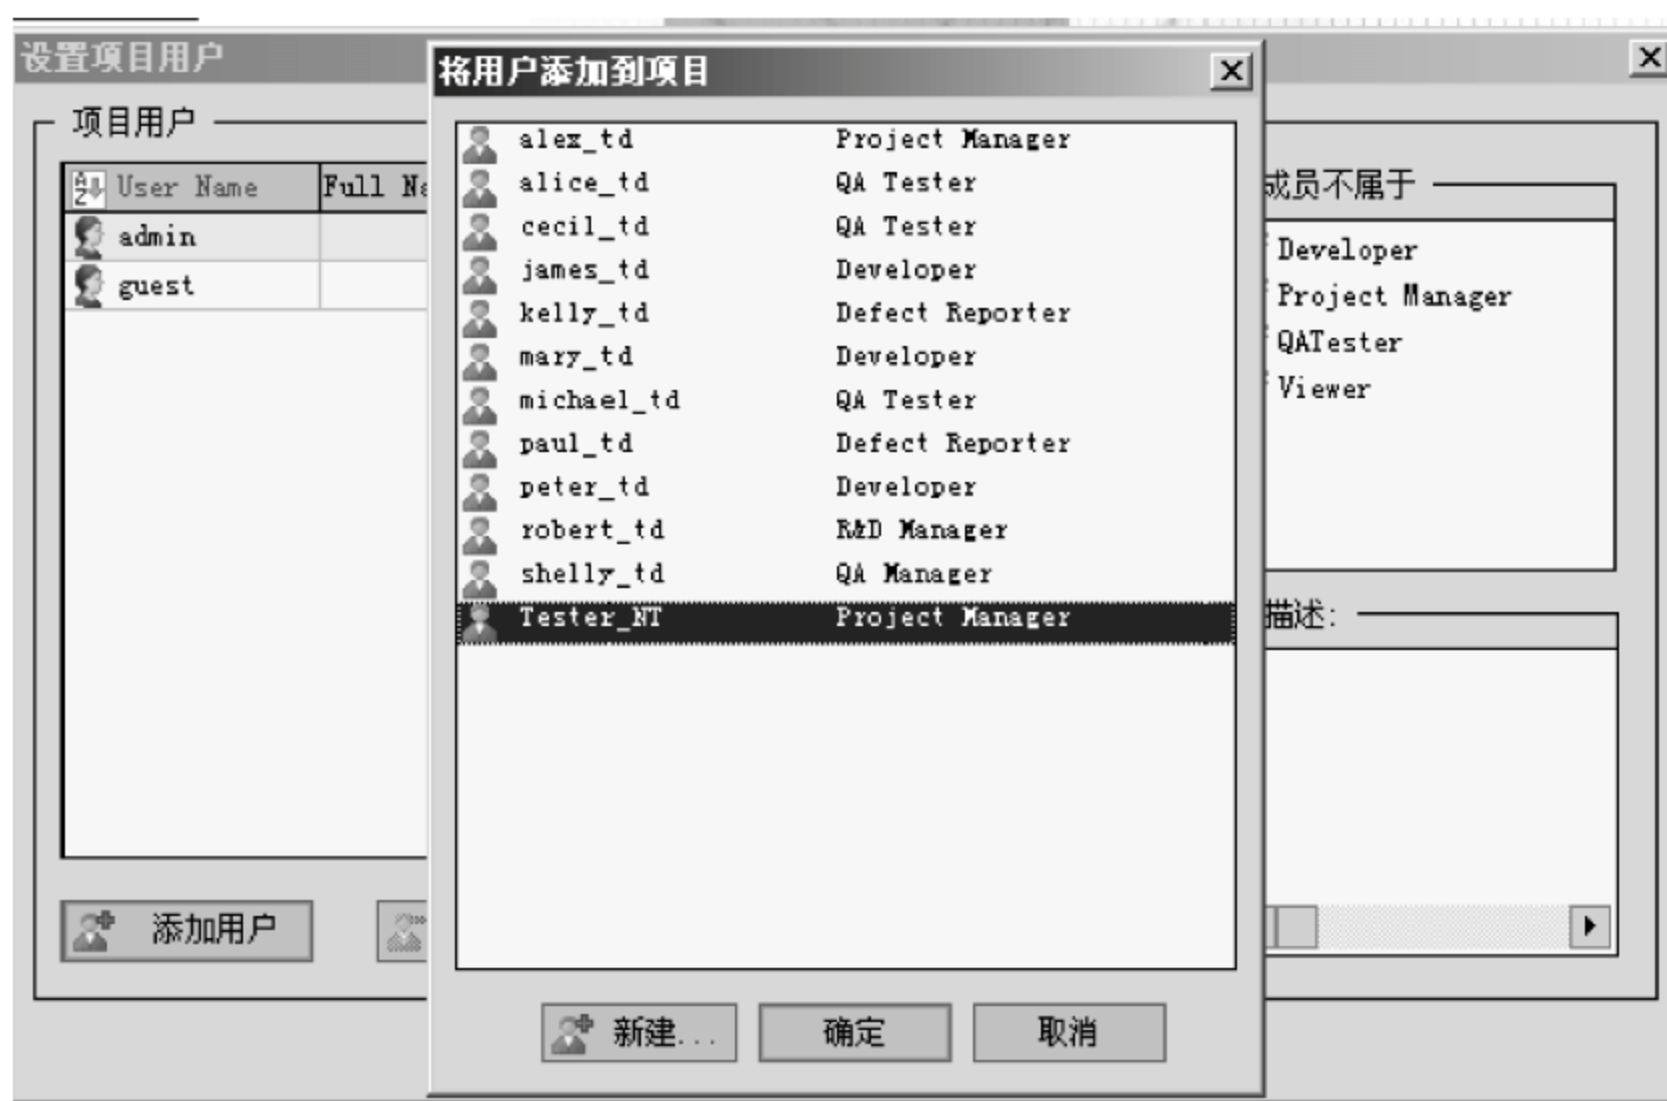 设置项目用户
将用户添加到项目
项目用户
User Name Full Na
admin
guest
添加用户
alex_td Project Manager
alice_td QA Tester
cecil_td QA Tester
james_td Developer
kelly_td Defect Reporter
mary_td Developer
michael_td QA Tester
paul_td Defect Reporter
peter_td Developer
robert_td R&D Manager
shelly_td QA Manager
Tester_NT Project Manager
新建...
确定
取消
成员不属于
Developer
Project Manager
QATester
Viewer
描述: